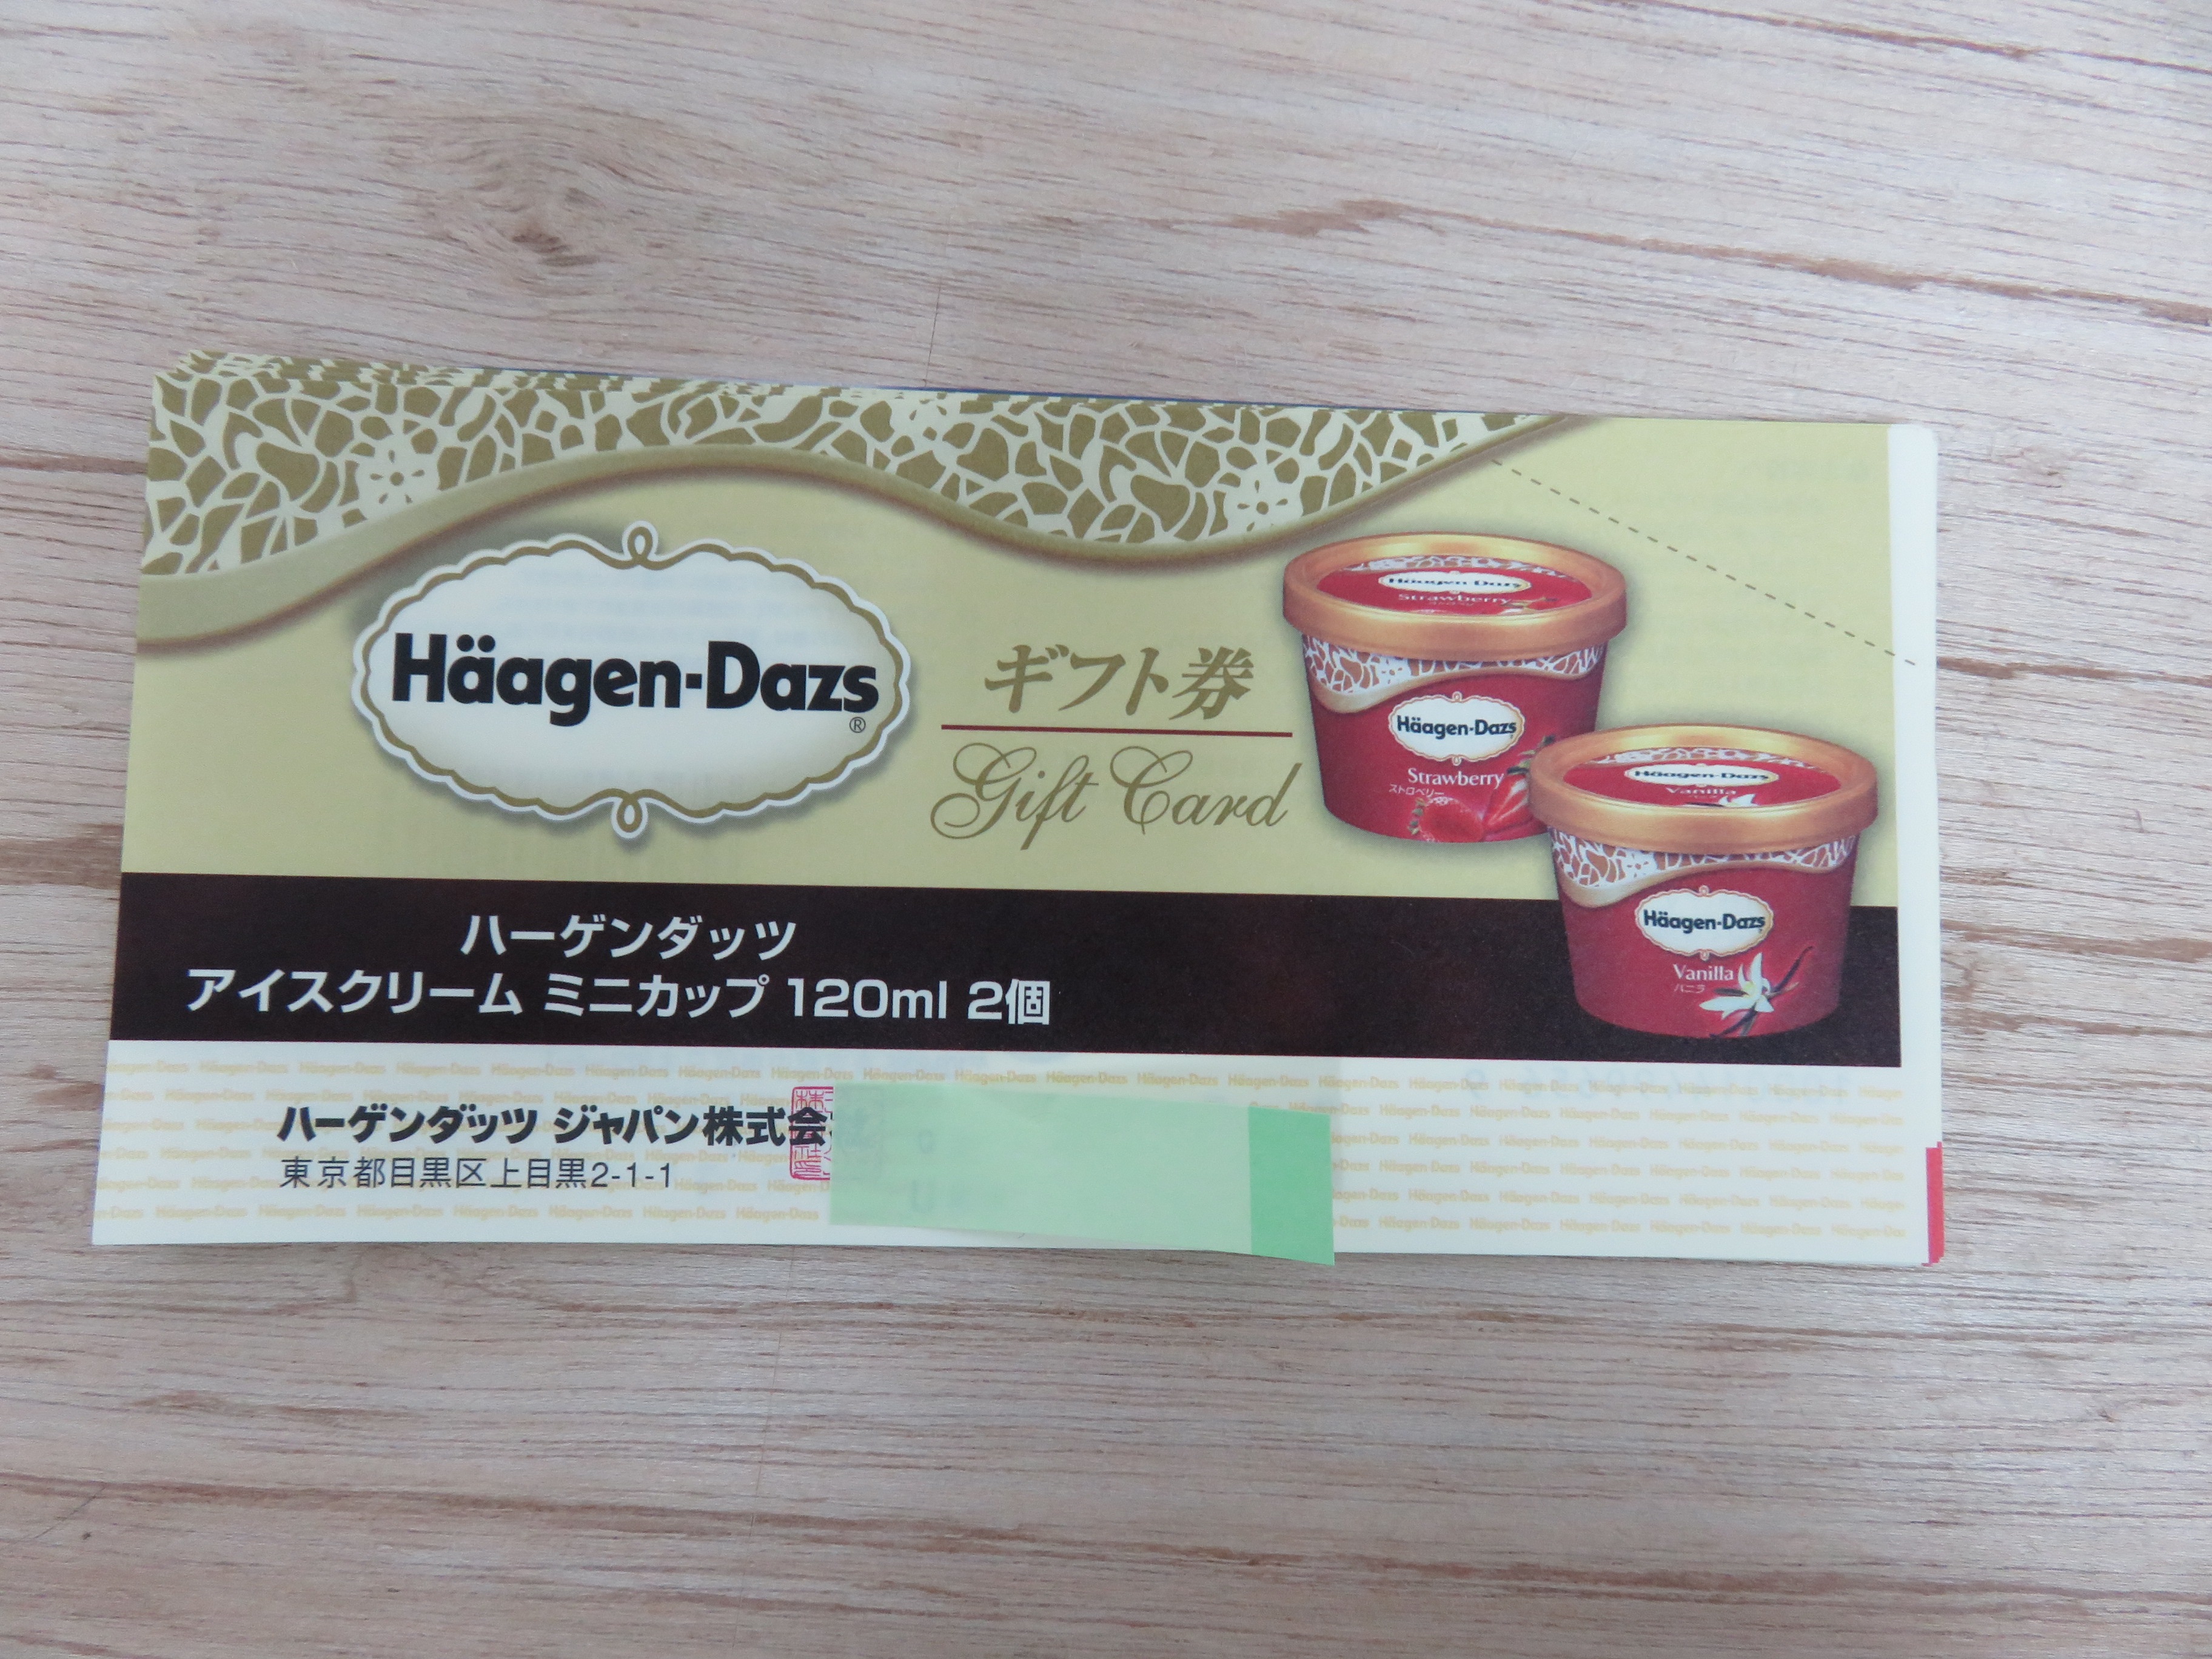 Häagen-Dazs®
ギフト券
Gift Card
Häagen-Dazs
Strawberry
Häagen-Dazs
Strawberry
ストロベリー
Häagen-Dazs
Vanilla
Häagen-Dazs
Vanilla
バニラ
ハーゲンダッツ
アイスクリーム ミニカップ 120ml 2個
ハーゲンダッツ ジャパン株式会
東京都目黒区上目黒2-1-1